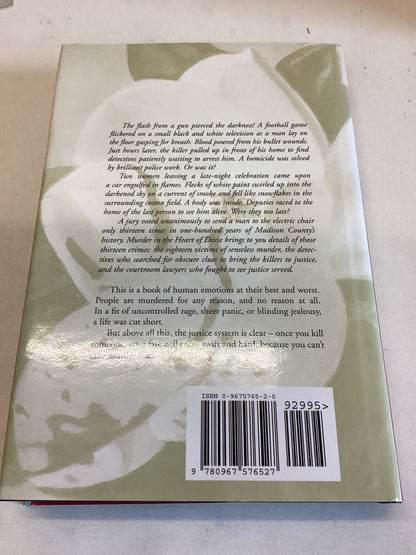 The flash from a gun pierced the darkness! A football game
flickered on a small black and white television as a man lay on
the floor gasping for breath. Blood poured from his bullet wounds.
Just hours later, the killer pulled up in front of his home to find
detectives patiently waiting to arrest him. A homicide was solved
by brilliant police work. Or was it?
Two women leaving a late-night celebration came upon
a car engulfed in flames. Flecks of white paint swirled up into the
darkened sky on a current of smoke and fell like snowflakes in the
surrounding cotton field. A body was inside. Deputies raced to the
home of the last person to see him alive. Were they too late?
A jury voted unanimously to send a man to the electric chair
only thirteen times in one-hundred years of Madison County's
history. Murder in the Heart of Dixie brings to you details of those
thirteen crimes: the eighteen victims of senseless murder, the detec-
tives who searched for obscure clues to bring the killers to justice,
and the courtroom lawyers who fought to see justice served.
This is a book of human emotions at their best and worst.
People are murdered for any reason, and no reason at all.
In a fit of uncontrolled rage, sheer panic, or blinding jealousy,
a life was cut short.
But above all this, the justice system is clear – once you kill
someone, your fate will be swift and hard, because you can't
ISBN 0-9675765-2-0
92995>
9 780967 576527